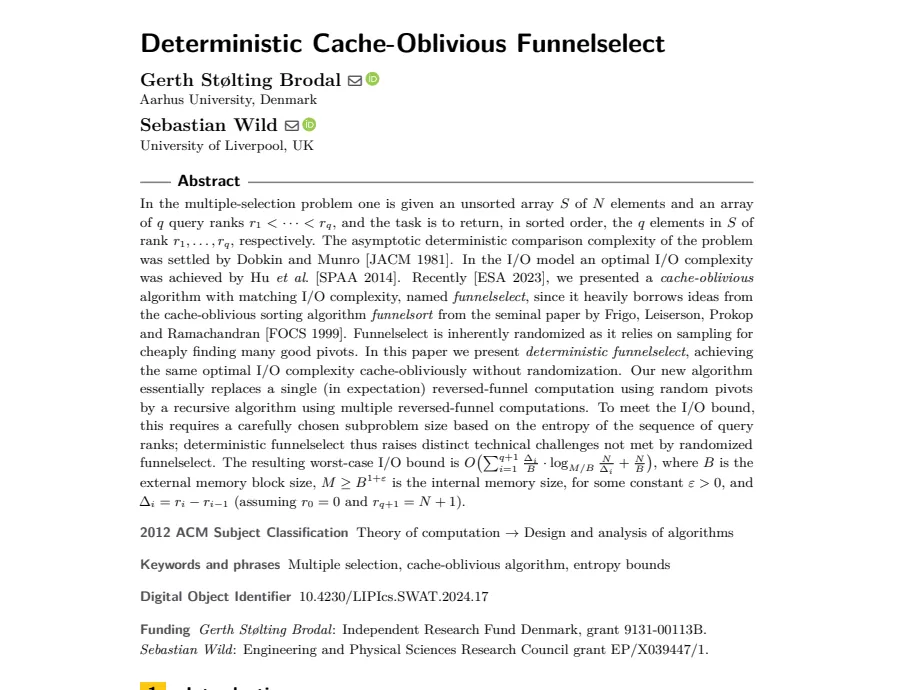 Deterministic Cache-Oblivious Funnelselect
Gerth Stølting Brodal
Aarhus University, Denmark
Sebastian Wild
University of Liverpool, UK
Abstract
In the multiple-selection problem one is given an unsorted array S of N elements and an array
of q query ranks r₁ < ··· < r_q, and the task is to return, in sorted order, the q elements in S of
rank r₁, . . . , r_q, respectively. The asymptotic deterministic comparison complexity of the problem
was settled by Dobkin and Munro [JACM 1981]. In the I/O model an optimal I/O complexity
was achieved by Hu et al. [SPAA 2014]. Recently [ESA 2023], we presented a cache-oblivious
algorithm with matching I/O complexity, named funnelselect, since it heavily borrows ideas from
the cache-oblivious sorting algorithm funnelsort from the seminal paper by Frigo, Leiserson, Prokop
and Ramachandran [FOCS 1999]. Funnelselect is inherently randomized as it relies on sampling for
cheaply finding many good pivots. In this paper we present deterministic funnelselect, achieving
the same optimal I/O complexity cache-obliviously without randomization. Our new algorithm
essentially replaces a single (in expectation) reversed-funnel computation using random pivots
by a recursive algorithm using multiple reversed-funnel computations. To meet the I/O bound,
this requires a carefully chosen subproblem size based on the entropy of the sequence of query
ranks; deterministic funnelselect thus raises distinct technical challenges not met by randomized
funnelselect. The resulting worst-case I/O bound is O(∑_{i=1}^{q+1} Δ_i/B · log_{M/B} N/Δ_i + N/B), where B is the
external memory block size, M ≥ B^{1+ε} is the internal memory size, for some constant ε > 0, and
Δ_i = r_i − r_{i−1} (assuming r₀ = 0 and r_{q+1} = N + 1).
2012 ACM Subject Classification Theory of computation → Design and analysis of algorithms
Keywords and phrases Multiple selection, cache-oblivious algorithm, entropy bounds
Digital Object Identifier 10.4230/LIPIcs.SWAT.2024.17
Funding Gerth Stølting Brodal: Independent Research Fund Denmark, grant 9131-00113B.
Sebastian Wild: Engineering and Physical Sciences Research Council grant EP/X039447/1.